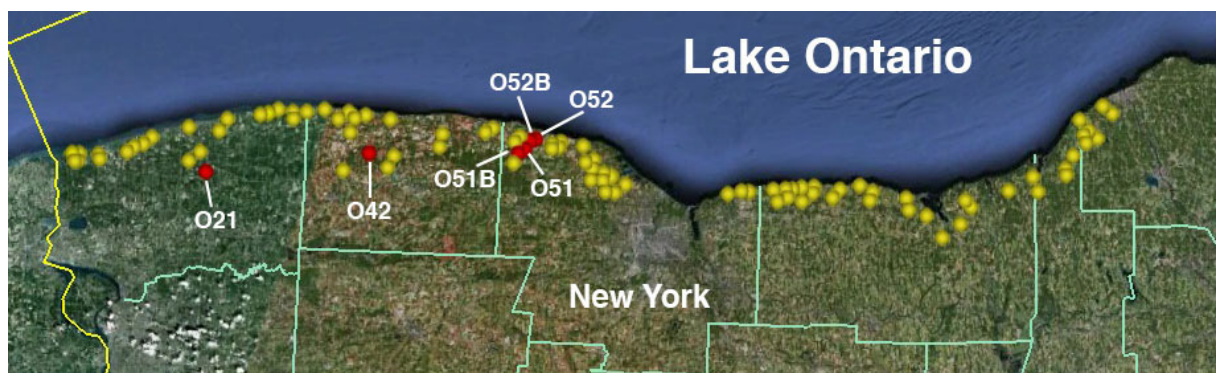 Lake Ontario
O52B
O52
O51B
O51
O21
O42
New York